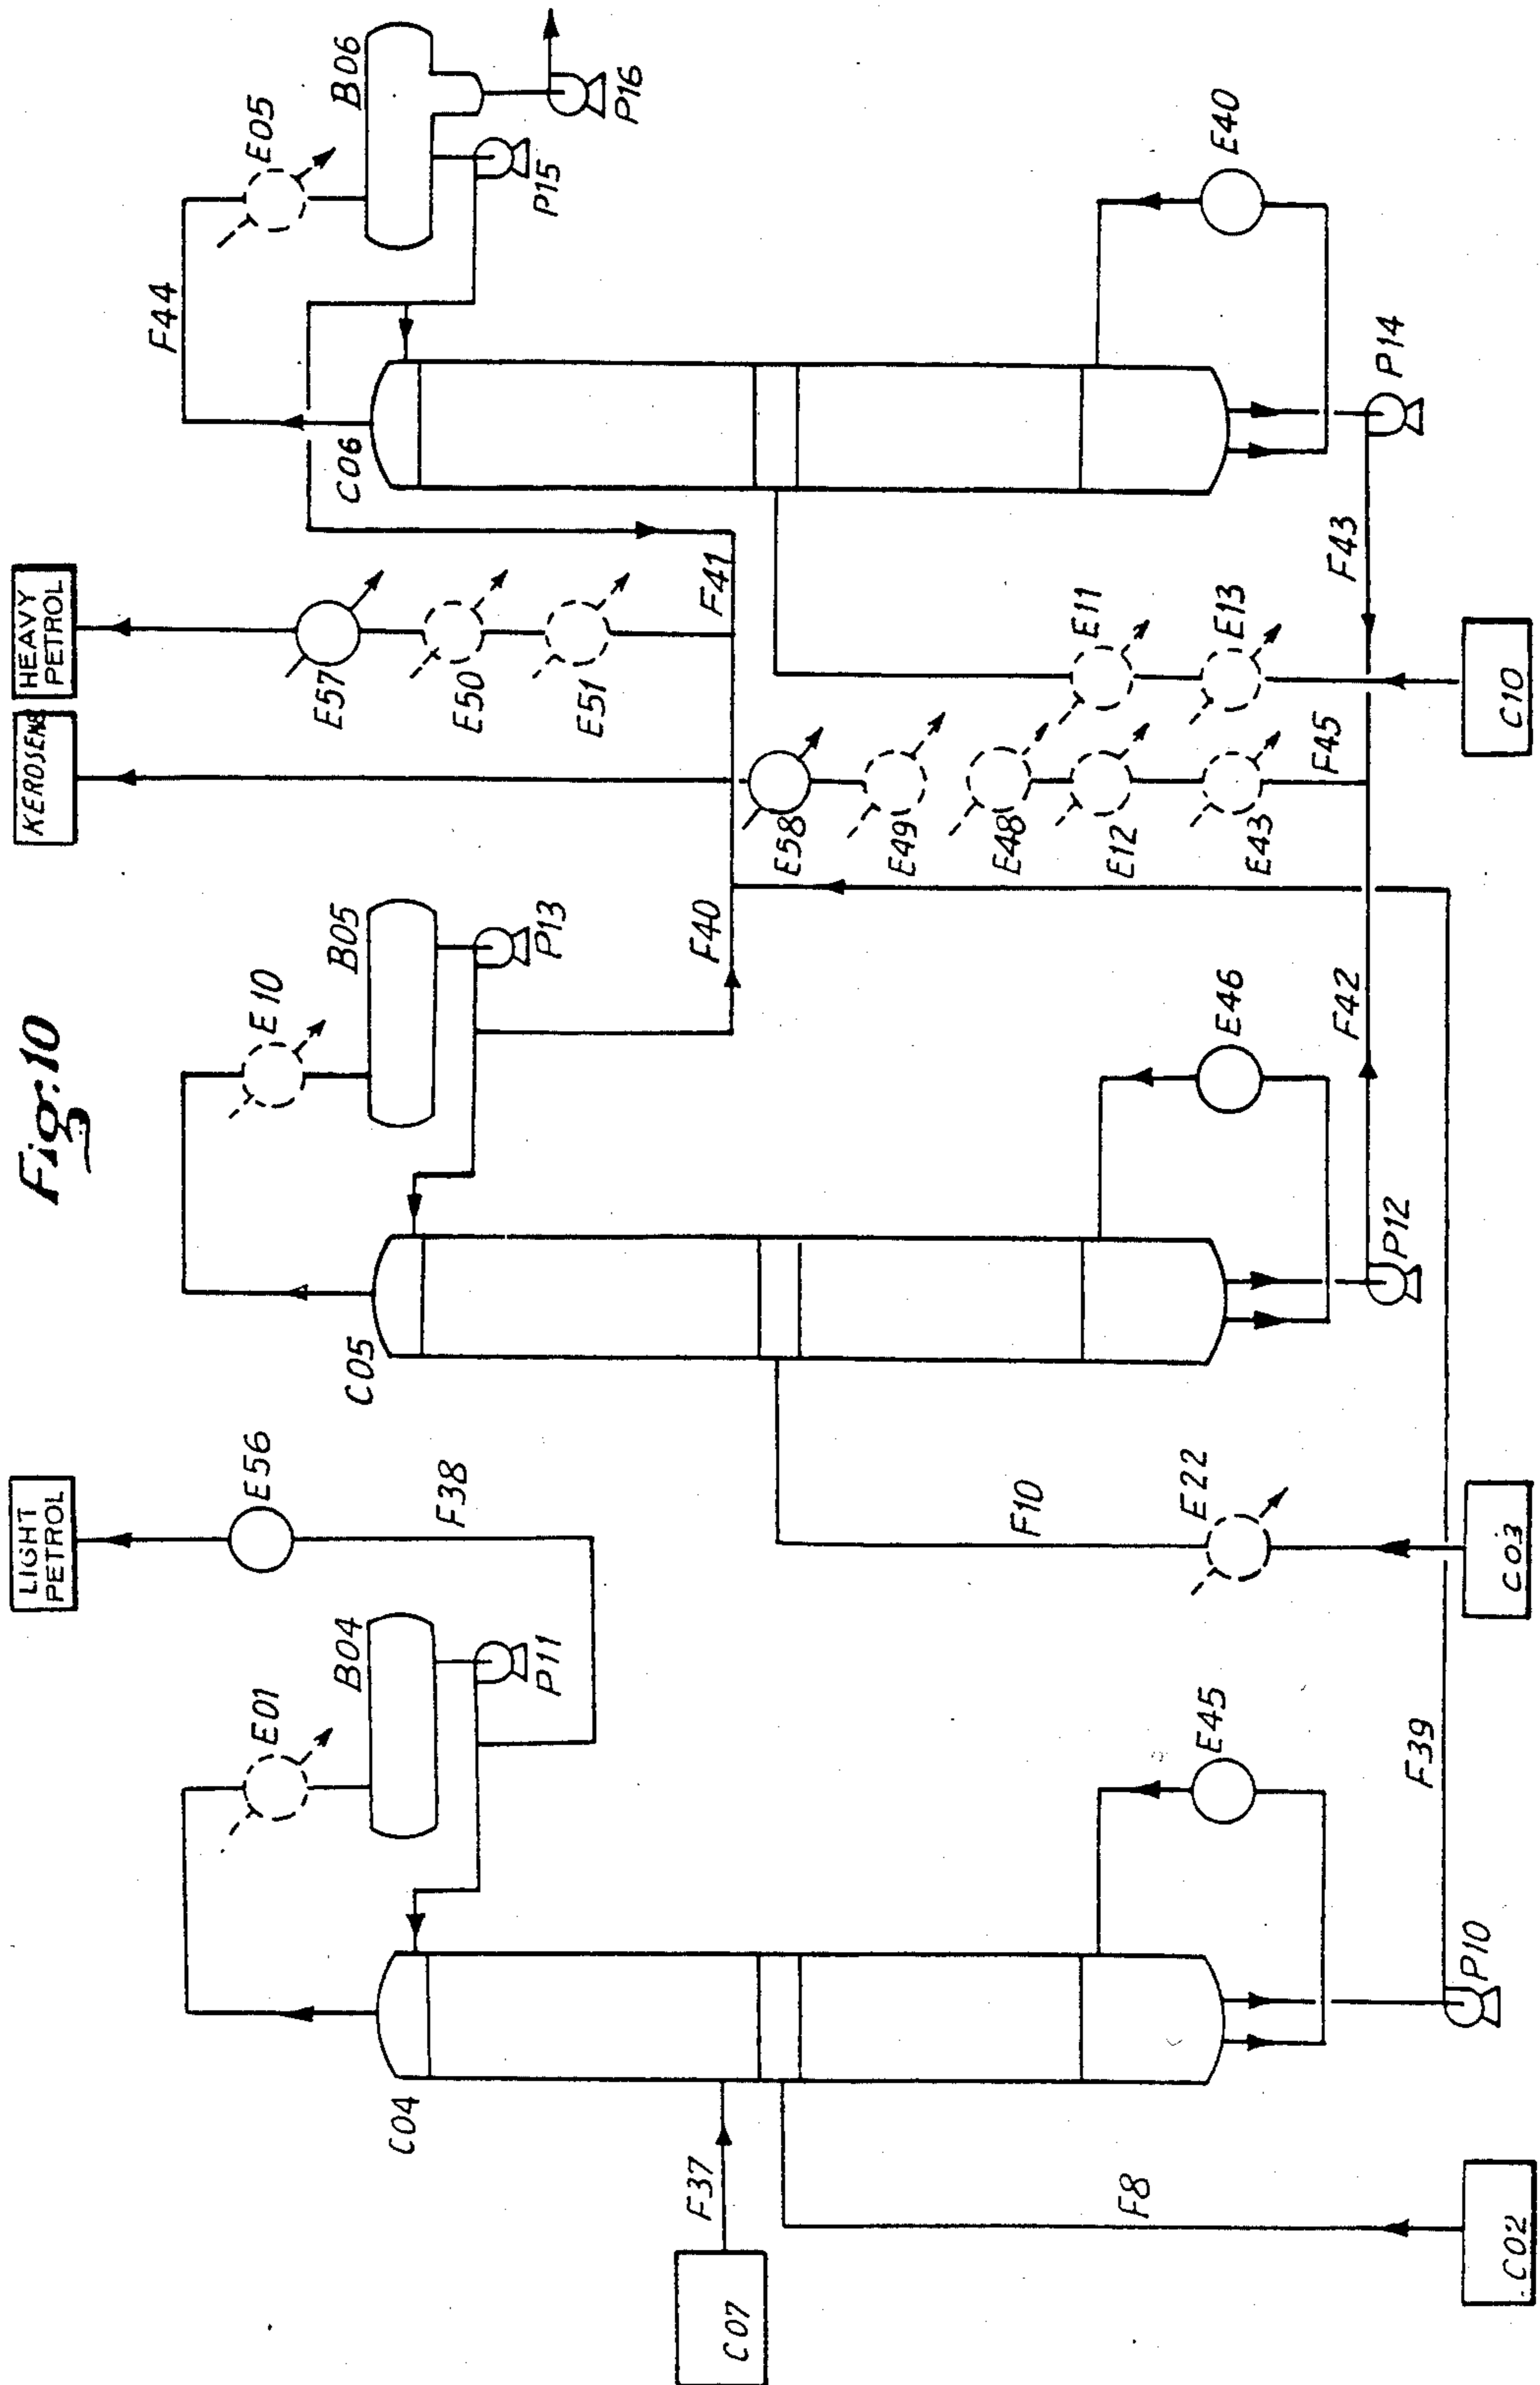 Fig. 10
LIGHT
PETROL
KEROSENE
HEAVY
PETROL
E56
F38
E01
B04
P11
C04
C07
F37
F8
C02
E45
F39
P10
E10
B05
P13
F40
C05
F10
E22
C03
E46
F42
P12
E57
E50
E51
F41
E58
E49
E48
E12
E43
F45
E11
E13
C10
F44
E05
B06
P15
P16
C06
E40
P14
F43